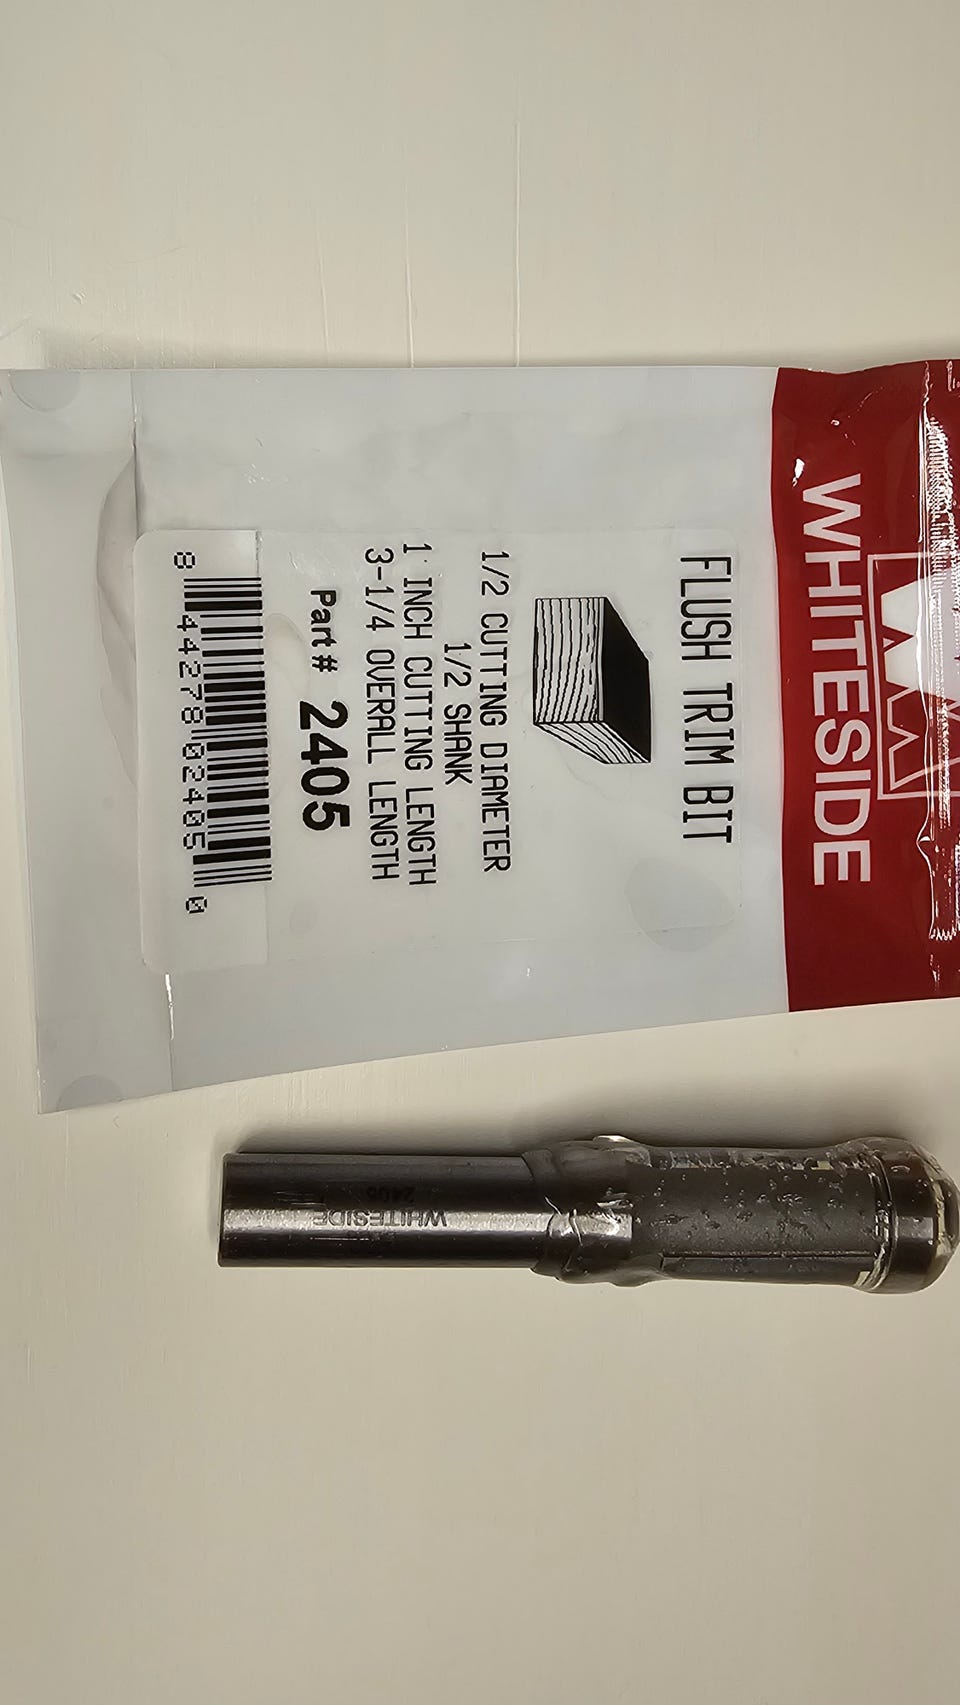 WHITESIDE
FLUSH TRIM BIT
1/2 CUTTING DIAMETER
1/2 SHANK
1 INCH CUTTING LENGTH
3-1/4 OVERALL LENGTH
Part# 2405
8 44278 02405 0
WHITESIDE
2405